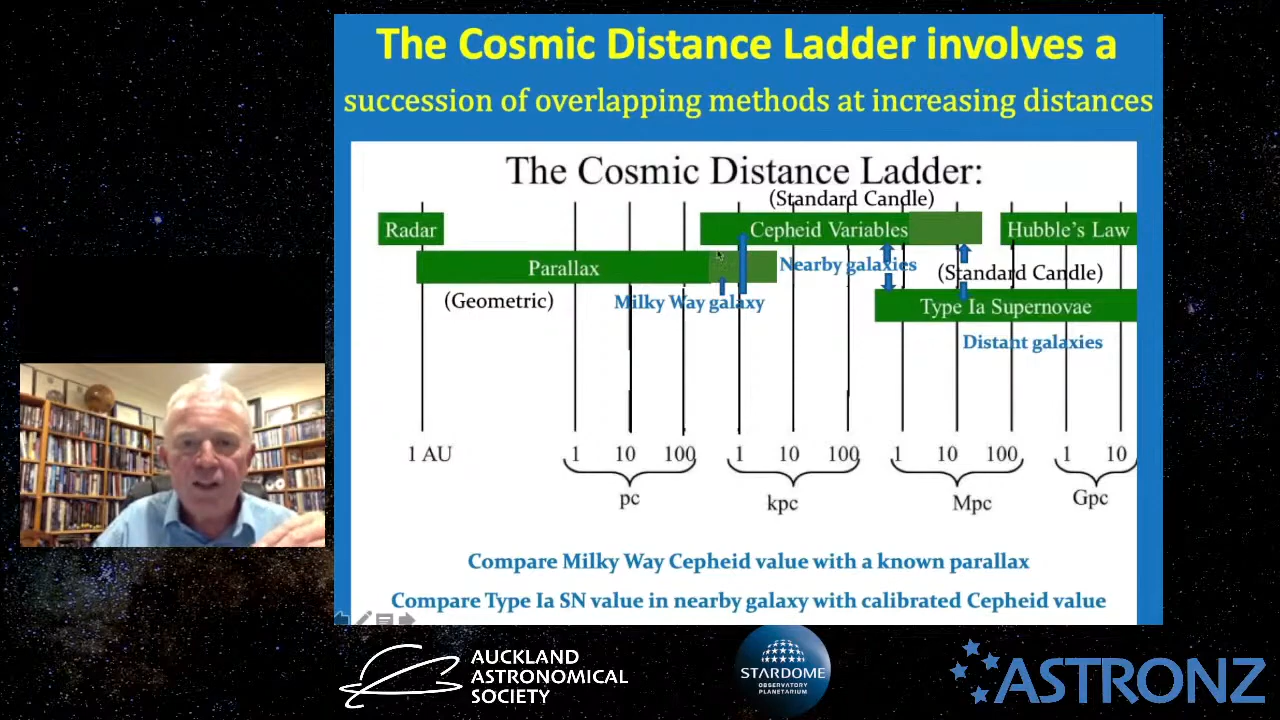 The Cosmic Distance Ladder involves a
succession of overlapping methods at increasing distances
The Cosmic Distance Ladder:
(Standard Candle)
Radar
Cepheid Variables
Hubble's Law
Parallax
Nearby galaxies
(Standard Candle)
(Geometric)
Milky Way galaxy
Type Ia Supernovae
Distant galaxies
1 AU
1 10 100
1 10 100
1 10 100
1 10
pc
kpc
Mpc
Gpc
Compare Milky Way Cepheid value with a known parallax
Compare Type Ia SN value in nearby galaxy with calibrated Cepheid value
AUCKLAND
ASTRONOMICAL
SOCIETY
STARDOME
OBSERVATORY
PLANETARIUM
ASTRONZ